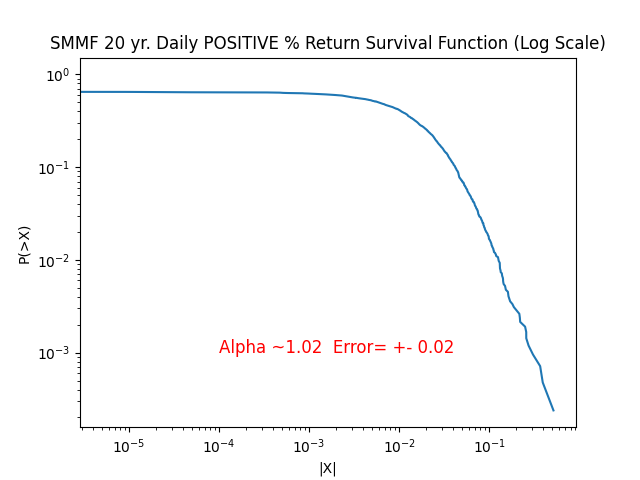 SMMF 20 yr. Daily POSITIVE % Return Survival Function (Log Scale)
10⁰
10⁻¹
10⁻²
10⁻³
P(>X)
Alpha ~1.02  Error= +- 0.02
10⁻⁵ 10⁻⁴ 10⁻³ 10⁻² 10⁻¹
|X|